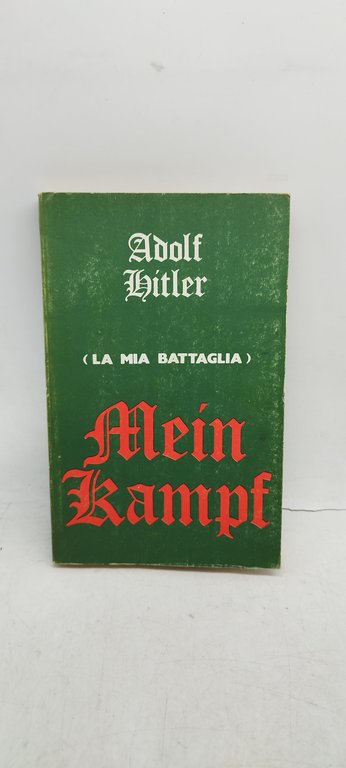 Adolf
Hitler
( LA MIA BATTAGLIA )
Mein
Kampf